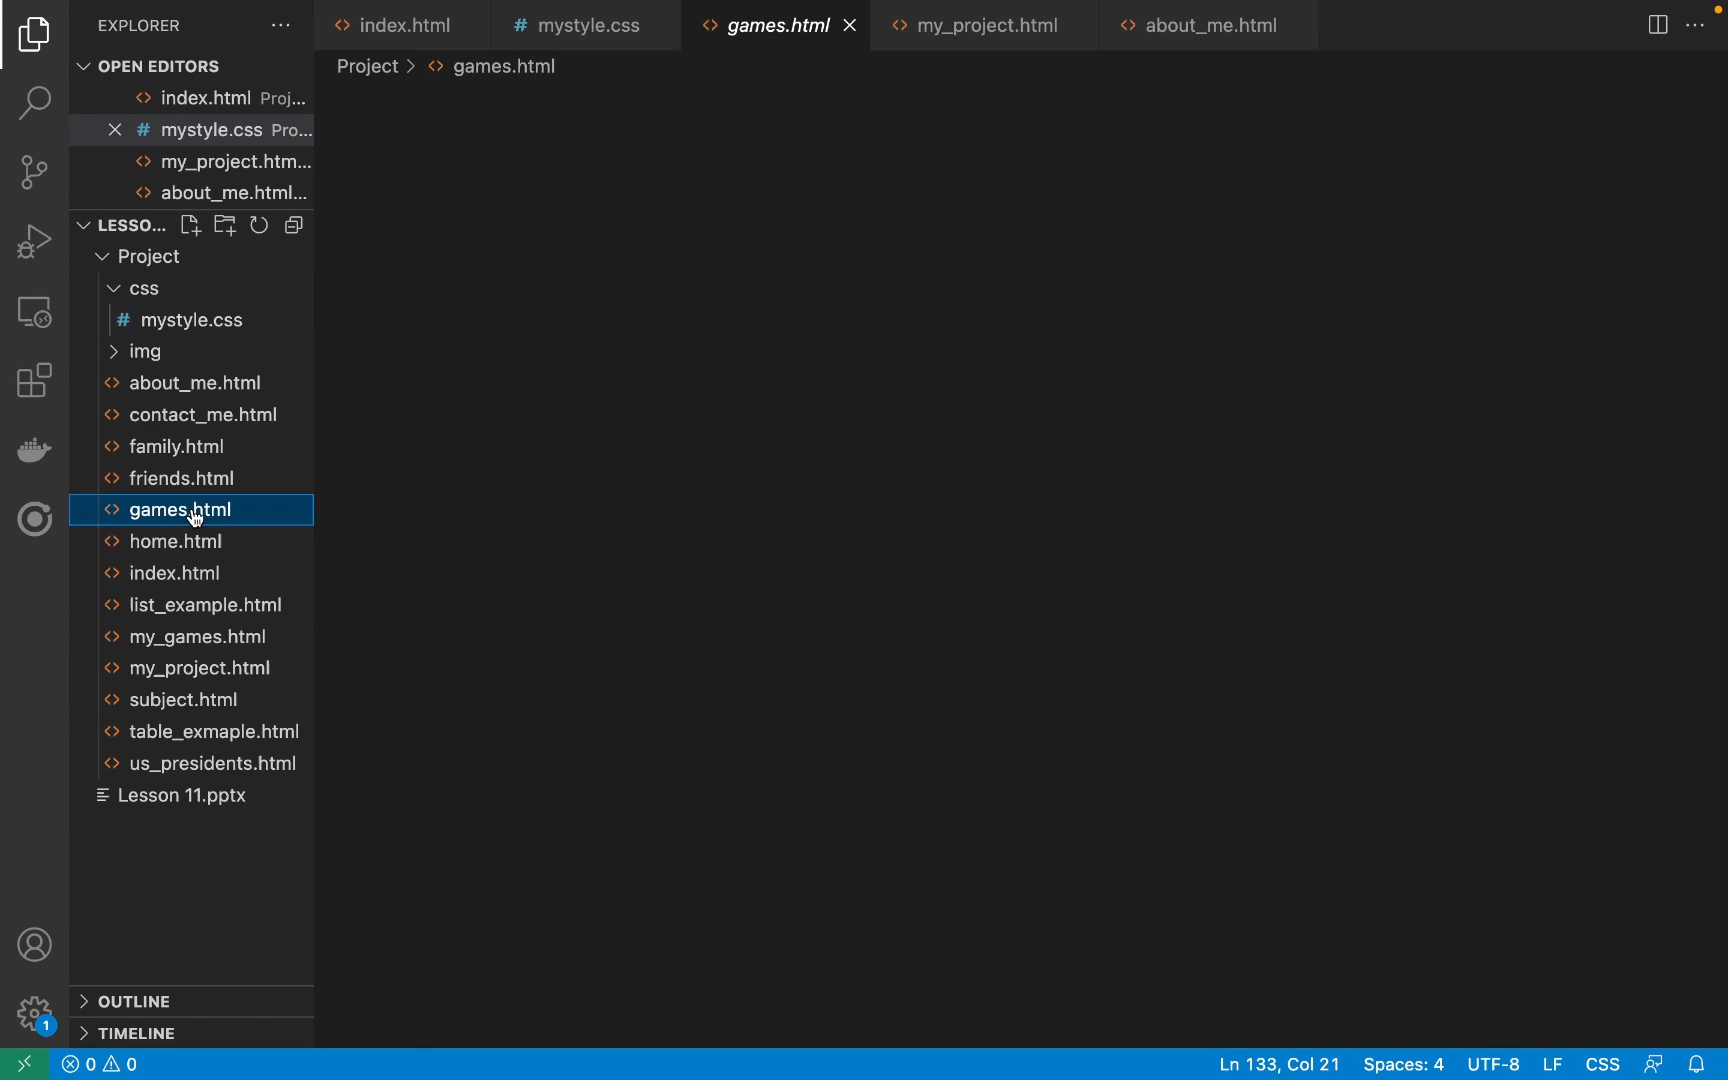 EXPLORER
index.html
mystyle.css
games.html
my_project.html
about_me.html
OPEN EDITORS
index.html Proj...
mystyle.css Pro...
my_project.htm...
about_me.html...
Project > games.html
LESSO...
Project
css
mystyle.css
img
about_me.html
contact_me.html
family.html
friends.html
games.html
home.html
index.html
list_example.html
my_games.html
my_project.html
subject.html
table_exmaple.html
us_presidents.html
Lesson 11.pptx
OUTLINE
TIMELINE
1
0 0
Ln 133, Col 21 Spaces: 4 UTF-8 LF CSS